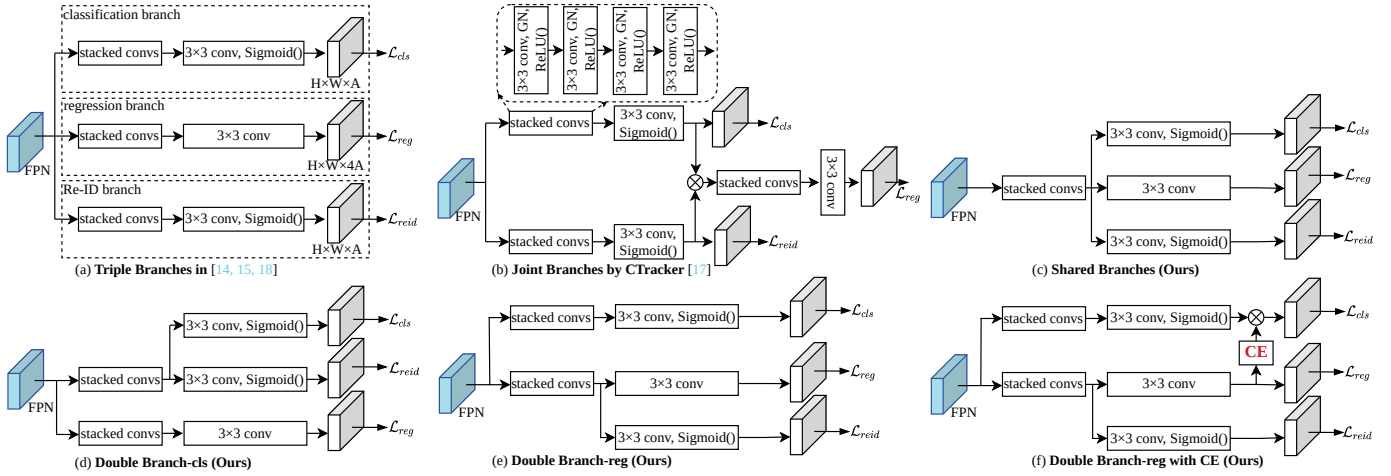 classification branch
stacked convs
3×3 conv, Sigmoid()
H×W×A
ℒcls
regression branch
stacked convs
3×3 conv
H×W×4A
ℒreg
FPN
Re-ID branch
stacked convs
3×3 conv, Sigmoid()
H×W×A
ℒreid
(a) Triple Branches in [14, 15, 18]
3×3 conv, GN,
ReLU()
3×3 conv, GN,
ReLU()
3×3 conv, GN,
ReLU()
3×3 conv, GN,
ReLU()
stacked convs
3×3 conv,
Sigmoid()
ℒcls
FPN
stacked convs
3×3 conv
ℒreg
stacked convs
3×3 conv,
Sigmoid()
ℒreid
(b) Joint Branches by CTracker [17]
FPN
stacked convs
3×3 conv, Sigmoid()
ℒcls
3×3 conv
ℒreg
3×3 conv, Sigmoid()
ℒreid
(c) Shared Branches (Ours)
3×3 conv, Sigmoid()
ℒcls
FPN
stacked convs
3×3 conv, Sigmoid()
ℒreid
stacked convs
3×3 conv
ℒreg
(d) Double Branch-cls (Ours)
stacked convs
3×3 conv, Sigmoid()
ℒcls
FPN
stacked convs
3×3 conv
ℒreg
3×3 conv, Sigmoid()
ℒreid
(e) Double Branch-reg (Ours)
stacked convs
3×3 conv, Sigmoid()
ℒcls
CE
FPN
stacked convs
3×3 conv
ℒreg
3×3 conv, Sigmoid()
ℒreid
(f) Double Branch-reg with CE (Ours)